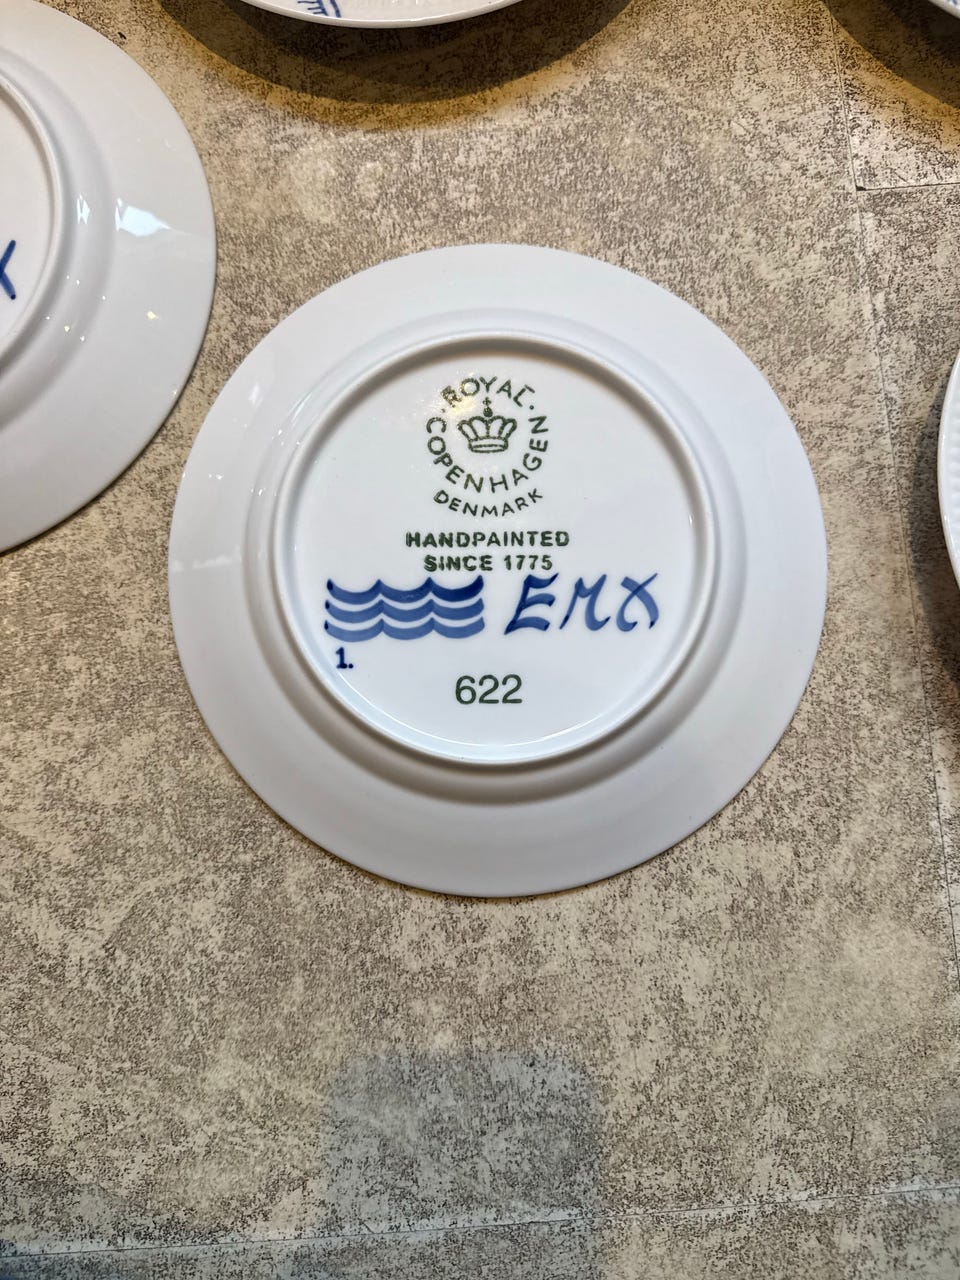 ROYAL
COPENHAGEN
DENMARK
HANDPAINTED
SINCE 1775
EMX
1.
622